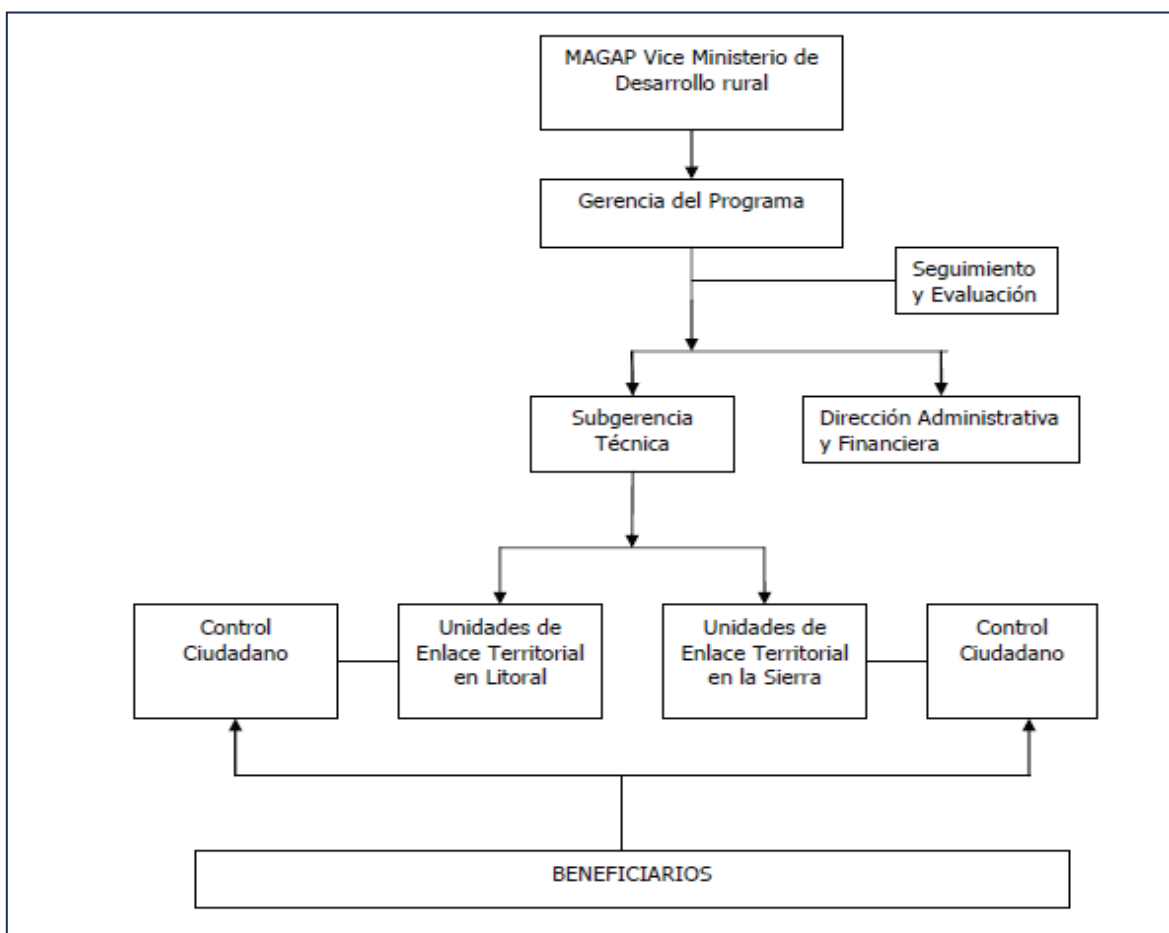 MAGAP Vice Ministerio de
Desarrollo rural
Gerencia del Programa
Seguimiento
y Evaluación
Subgerencia
Técnica
Dirección Administrativa
y Financiera
Control
Ciudadano
Unidades de
Enlace Territorial
en Litoral
Unidades de
Enlace Territorial
en la Sierra
Control
Ciudadano
BENEFICIARIOS